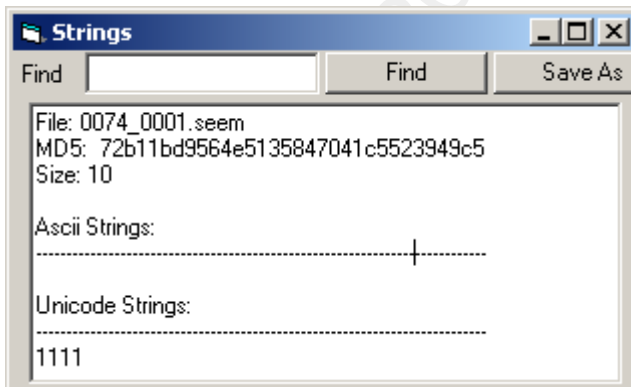 Strings
Find Find Save As
File: 0074_0001.seem
MD5: 72b11bd9564e5135847041c5523949c5
Size: 10
Ascii Strings:
---------------------------------------------------------------------------
Unicode Strings:
---------------------------------------------------------------------------
1111